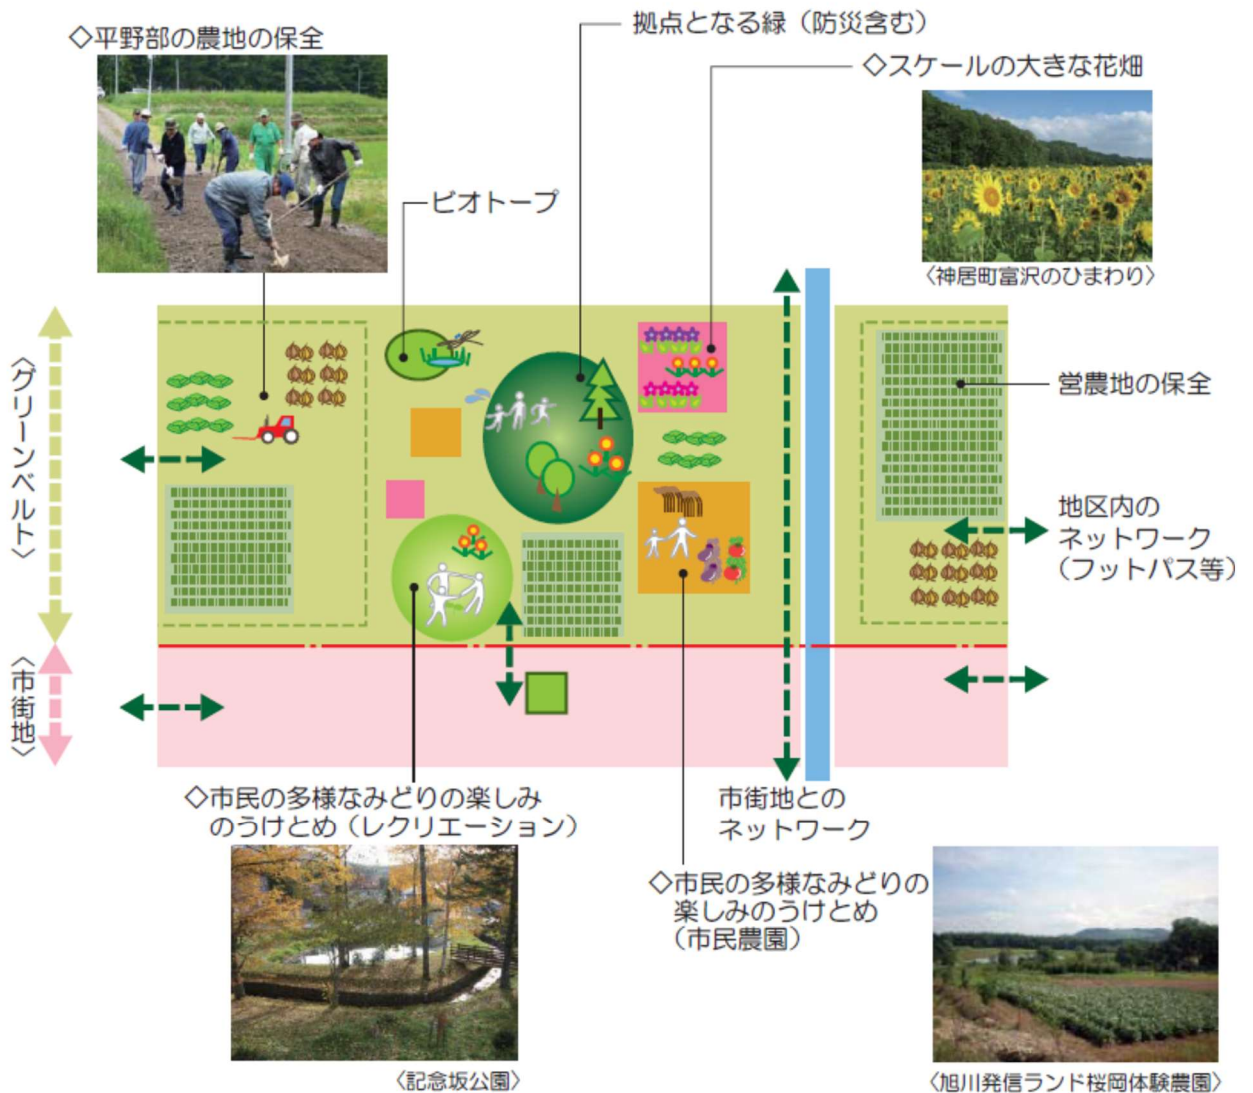 拠点となる緑（防災含む）
◇平野部の農地の保全
◇スケールの大きな花畑
ビオトープ
〈神居町富沢のひまわり〉
〈グリーンベルト〉
営農地の保全
地区内の
ネットワーク
（フットパス等）
〈市街地〉
◇市民の多様なみどりの楽しみ
のうけとめ（レクリエーション）
市街地との
ネットワーク
◇市民の多様なみどりの
楽しみのうけとめ
（市民農園）
〈記念坂公園〉
〈旭川発信ランド桜岡体験農園〉